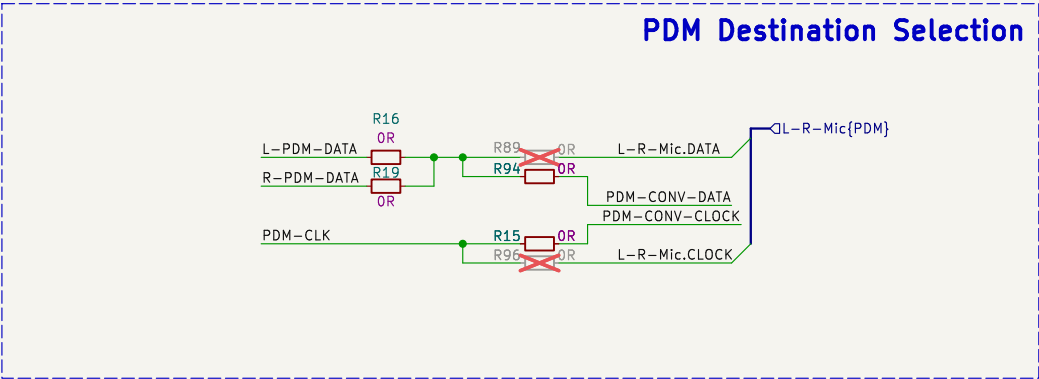 PDM Destination Selection
R16
0R
L-PDM-DATA
R89
0R
L-R-Mic.DATA
L-R-Mic{PDM}
R-PDM-DATA
R19
0R
R94
0R
PDM-CONV-DATA
PDM-CONV-CLOCK
PDM-CLK
R15
0R
R96
0R
L-R-Mic.CLOCK